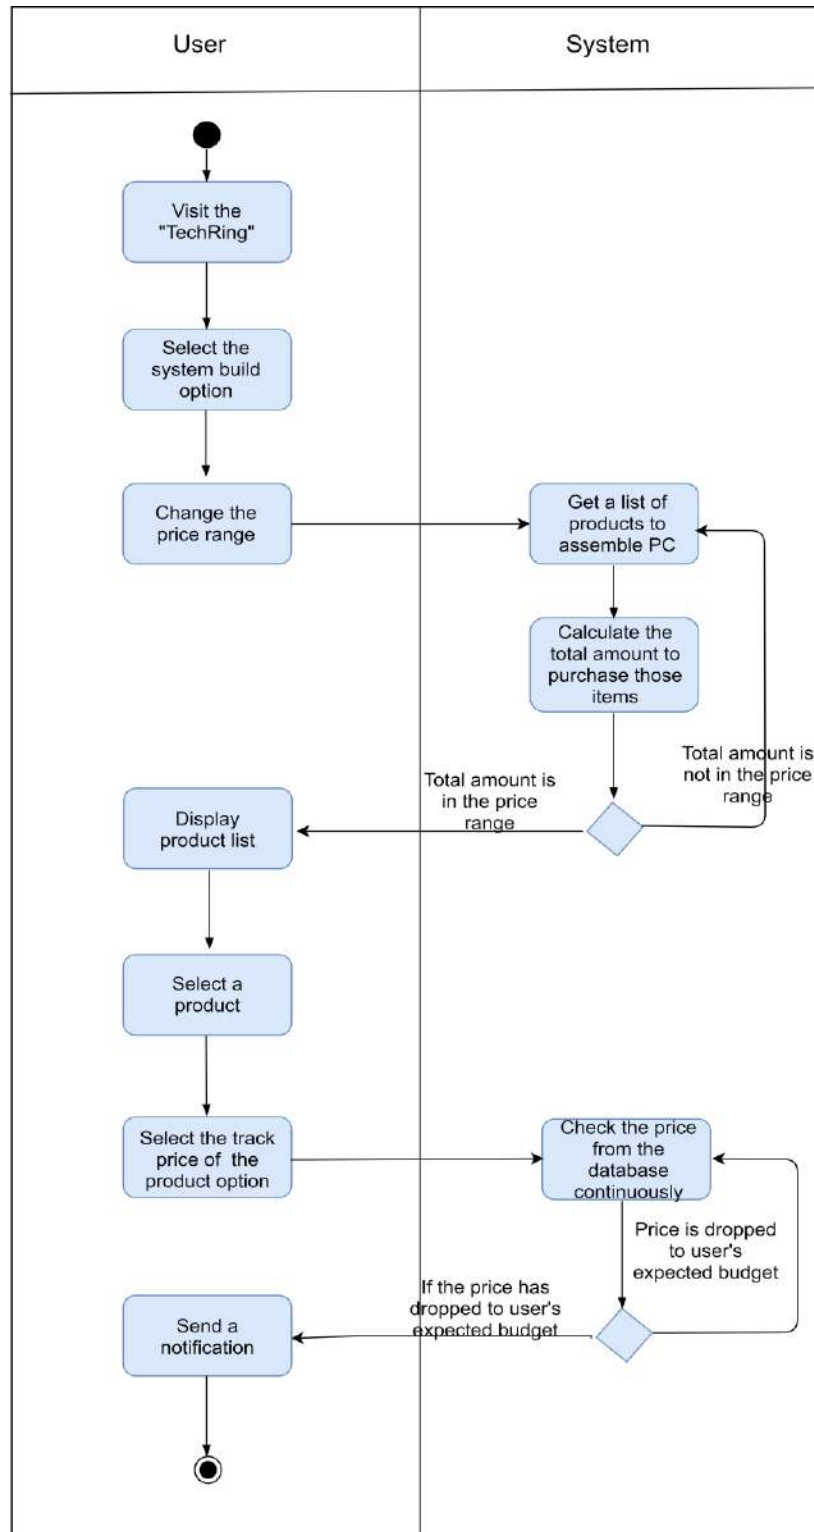 User
System
Visit the
"TechRing"
Select the
system build
option
Change the
price range
Get a list of
products to
assemble PC
Calculate the
total amount to
purchase those
items
Total amount is
not in the price
range
Total amount is
in the price
range
Display
product list
Select a
product
Select the track
price of the
product option
Check the price
from the
database
continuously
Price is dropped
to user's
expected budget
If the price has
dropped to user's
expected budget
Send a
notification